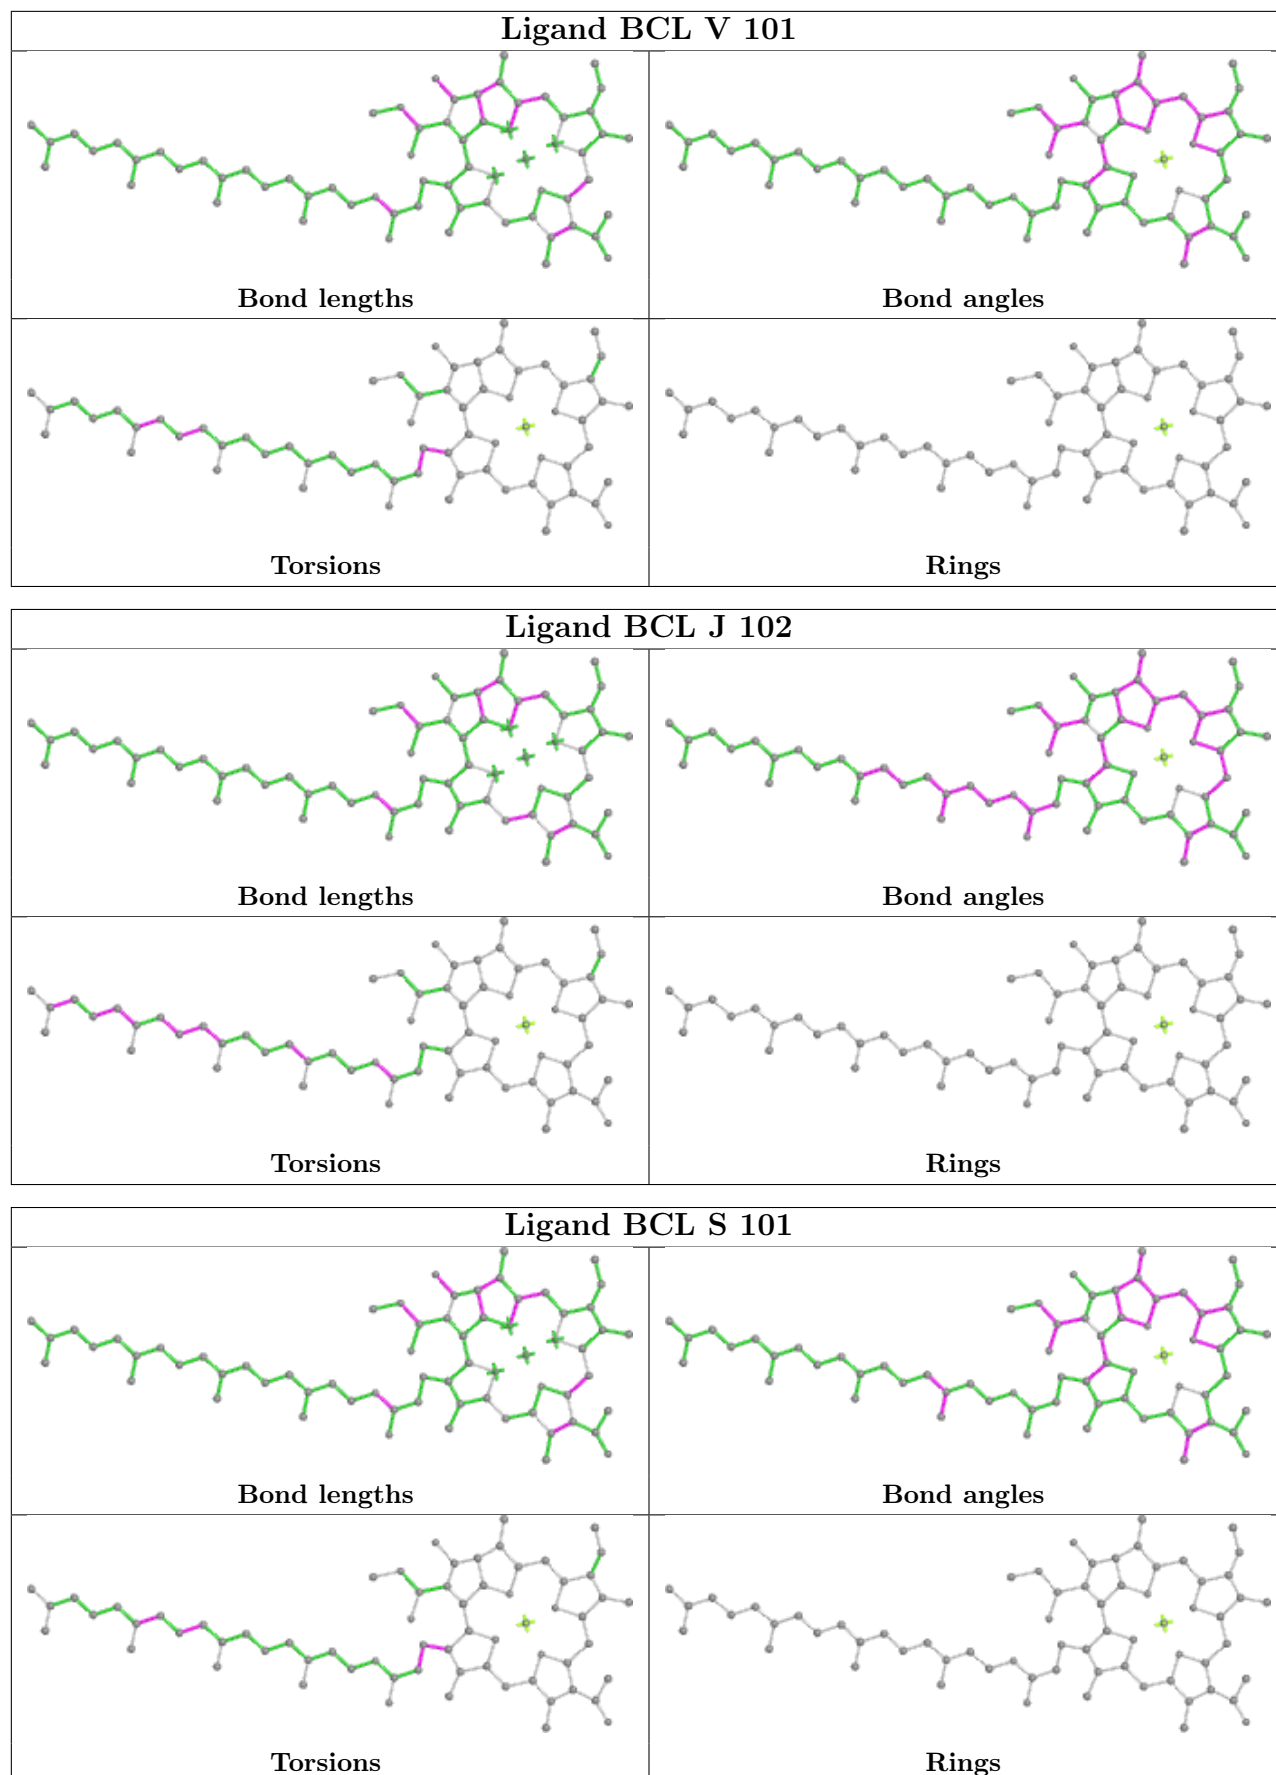 Ligand BCL V 101
Bond lengths
Bond angles
Torsions
Rings
Ligand BCL J 102
Bond lengths
Bond angles
Torsions
Rings
Ligand BCL S 101
Bond lengths
Bond angles
Torsions
Rings